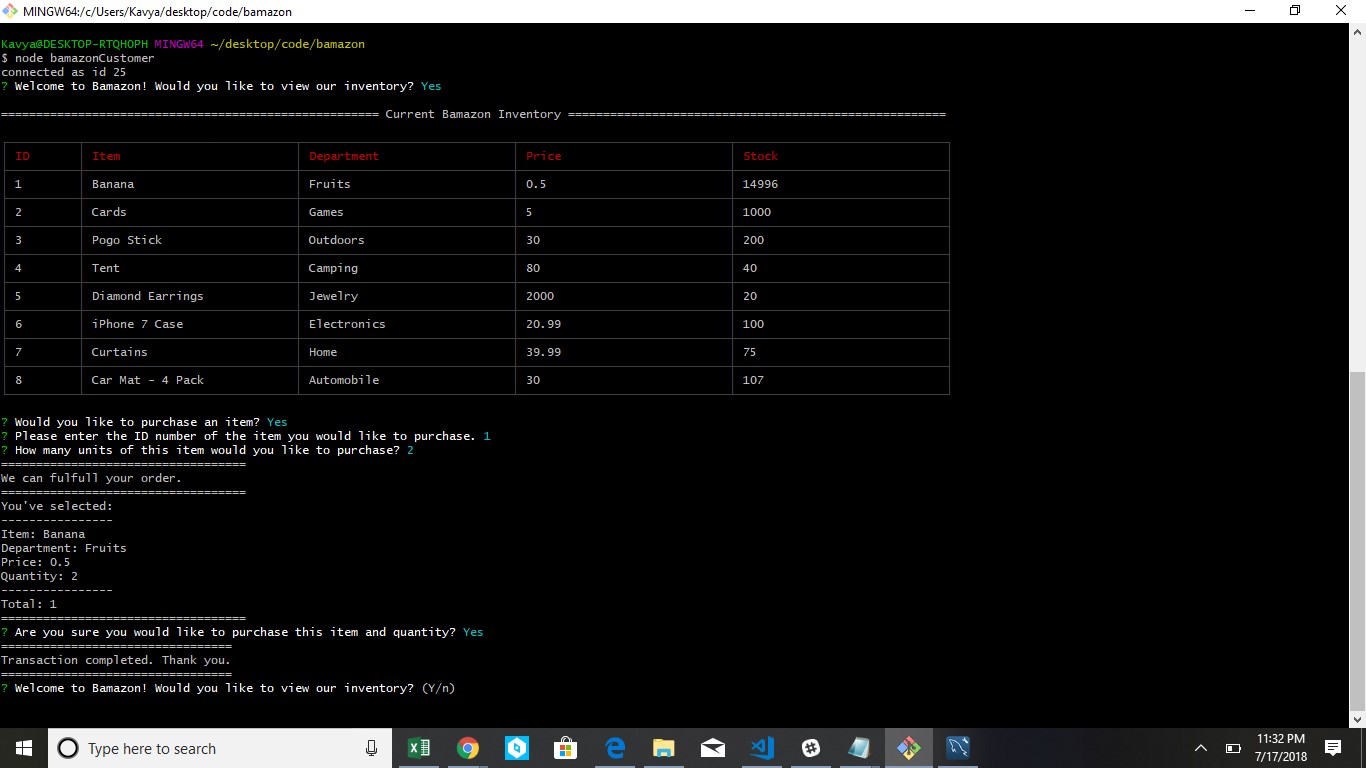 MINGW64:/c/Users/Kavya/desktop/code/bamazon
Kavya@DESKTOP-RTQHOPH MINGW64 ~/desktop/code/bamazon
$ node bamazonCustomer
connected as id 25
? Welcome to Bamazon! Would you like to view our inventory? Yes
====================================================== Current Bamazon Inventory ======================================================
ID Item Department Price Stock
1 Banana Fruits 0.5 14996
2 Cards Games 5 1000
3 Pogo Stick Outdoors 30 200
4 Tent Camping 80 40
5 Diamond Earrings Jewelry 2000 20
6 iPhone 7 Case Electronics 20.99 100
7 Curtains Home 39.99 75
8 Car Mat - 4 Pack Automobile 30 107
? Would you like to purchase an item? Yes
? Please enter the ID number of the item you would like to purchase. 1
? How many units of this item would you like to purchase? 2
===================================
We can fulfull your order.
===================================
You've selected:
----------------
Item: Banana
Department: Fruits
Price: 0.5
Quantity: 2
----------------
Total: 1
===================================
? Are you sure you would like to purchase this item and quantity? Yes
=================================
Transaction completed. Thank you.
=================================
? Welcome to Bamazon! Would you like to view our inventory? (Y/n)
Type here to search
11:32 PM
7/17/2018